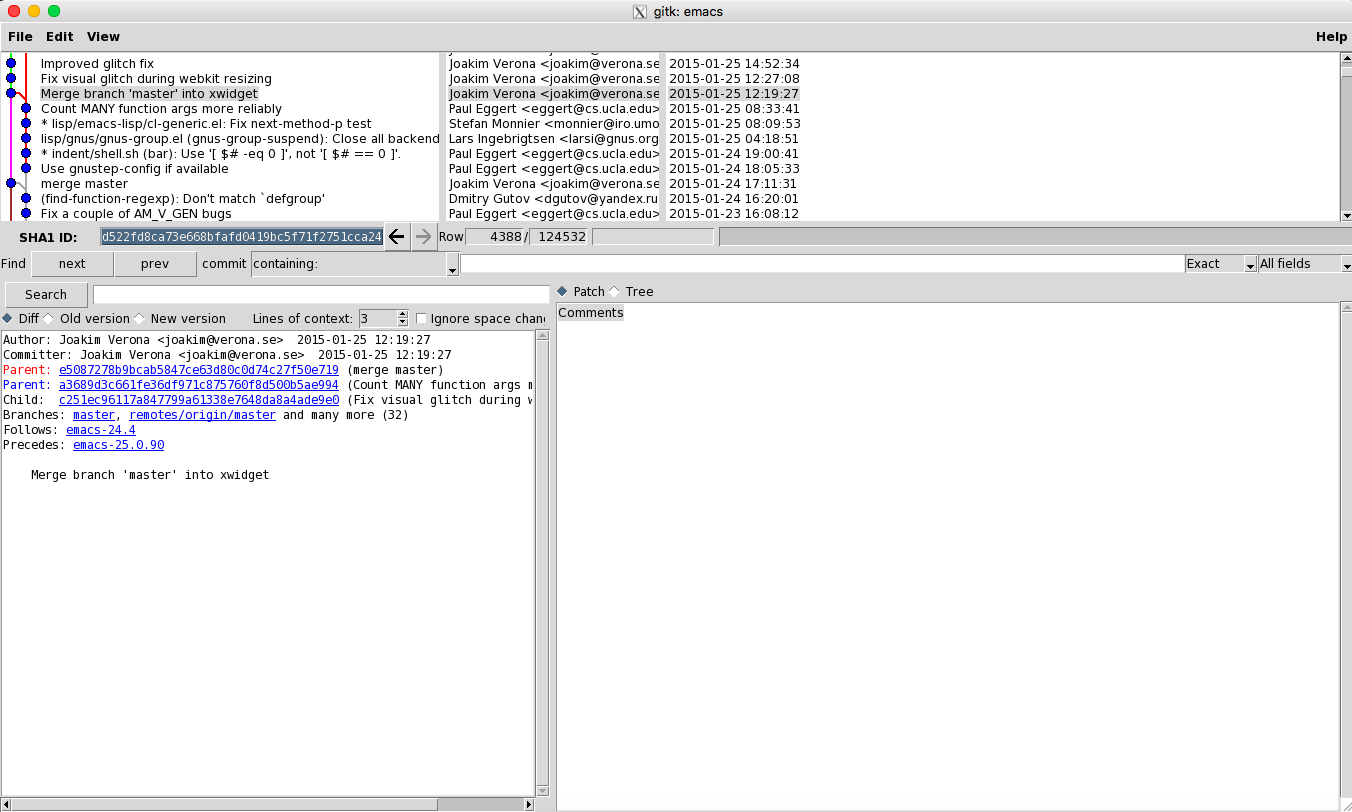 gitk: emacs
File Edit View Help
Improved glitch fix Joakim Verona <joakim@verona.se 2015-01-25 14:52:34
Fix visual glitch during webkit resizing Joakim Verona <joakim@verona.se 2015-01-25 12:27:08
Merge branch 'master' into xwidget Joakim Verona <joakim@verona.se 2015-01-25 12:19:27
Count MANY function args more reliably Paul Eggert <eggert@cs.ucla.edu> 2015-01-25 08:33:41
* lisp/emacs-lisp/cl-generic.el: Fix next-method-p test Stefan Monnier <monnier@iro.umo 2015-01-25 08:09:53
lisp/gnus/gnus-group.el (gnus-group-suspend): Close all backend Lars Ingebrigtsen <larsi@gnus.org 2015-01-25 04:18:51
* indent/shell.sh (bar): Use '[ $# -eq 0 ]', not '[ $# == 0 ]'. Paul Eggert <eggert@cs.ucla.edu> 2015-01-24 19:00:41
Use gnustep-config if available Paul Eggert <eggert@cs.ucla.edu> 2015-01-24 18:05:33
merge master Joakim Verona <joakim@verona.se 2015-01-24 17:11:31
(find-function-regexp): Don't match `defgroup' Dmitry Gutov <dgutov@yandex.ru 2015-01-24 16:20:01
Fix a couple of AM_V_GEN bugs Paul Eggert <eggert@cs.ucla.edu> 2015-01-23 16:08:12
SHA1 ID: d522fd8ca73e668bfafd0419bc5f71f2751cca24 Row 4388 / 124532
Find next prev commit containing: Exact All fields
Search
Patch Tree
Diff Old version New version Lines of context: 3 Ignore space chan
Comments
Author: Joakim Verona <joakim@verona.se> 2015-01-25 12:19:27
Committer: Joakim Verona <joakim@verona.se> 2015-01-25 12:19:27
Parent: e5087278b9bcab5847ce63d80c0d74c27f50e719 (merge master)
Parent: a3689d3c661fe36df971c875760f8d500b5ae994 (Count MANY function args m
Child: c251ec96117a847799a61338e7648da8a4ade9e0 (Fix visual glitch during w
Branches: master, remotes/origin/master and many more (32)
Follows: emacs-24.4
Precedes: emacs-25.0.90
Merge branch 'master' into xwidget